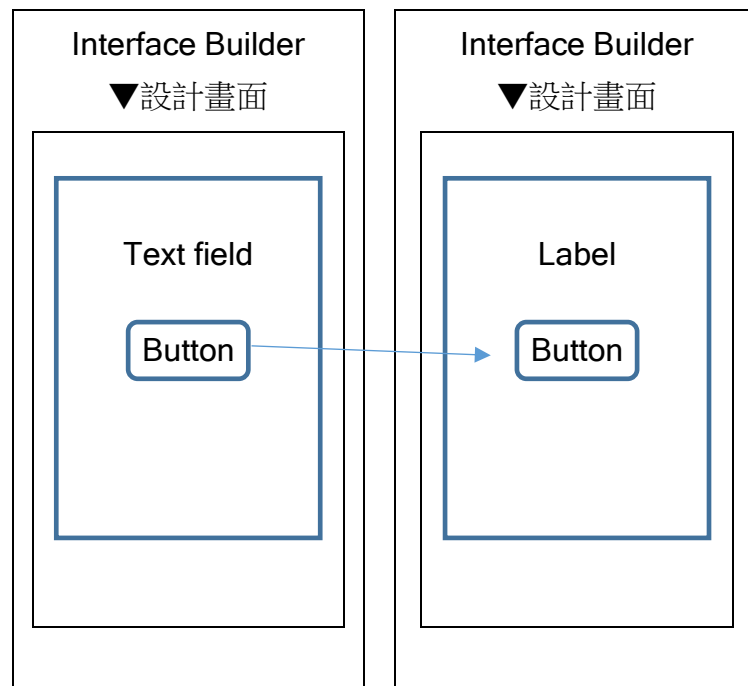 Interface Builder
▼設計畫面
Text field
Button
Interface Builder
▼設計畫面
Label
Button